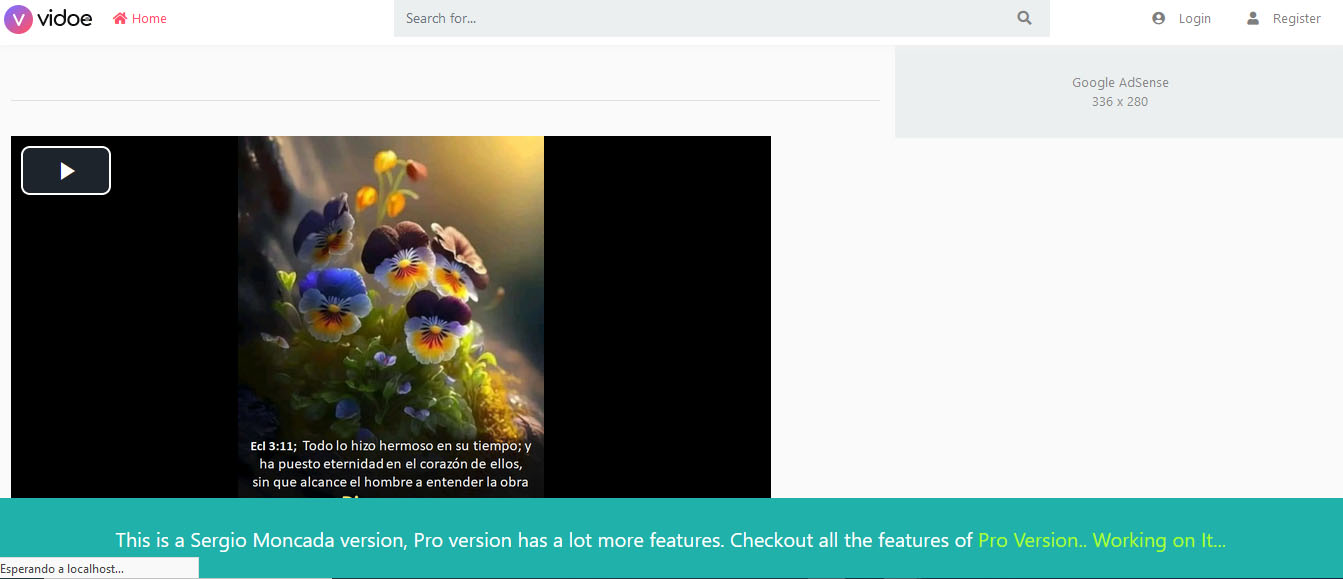 vidoe Home Search for... Login Register
Google AdSense
336 x 280
Ecl 3:11; Todo lo hizo hermoso en su tiempo; y
ha puesto eternidad en el corazón de ellos,
sin que alcance el hombre a entender la obra
This is a Sergio Moncada version, Pro version has a lot more features. Checkout all the features of Pro Version.. Working on It...
Esperando a localhost...